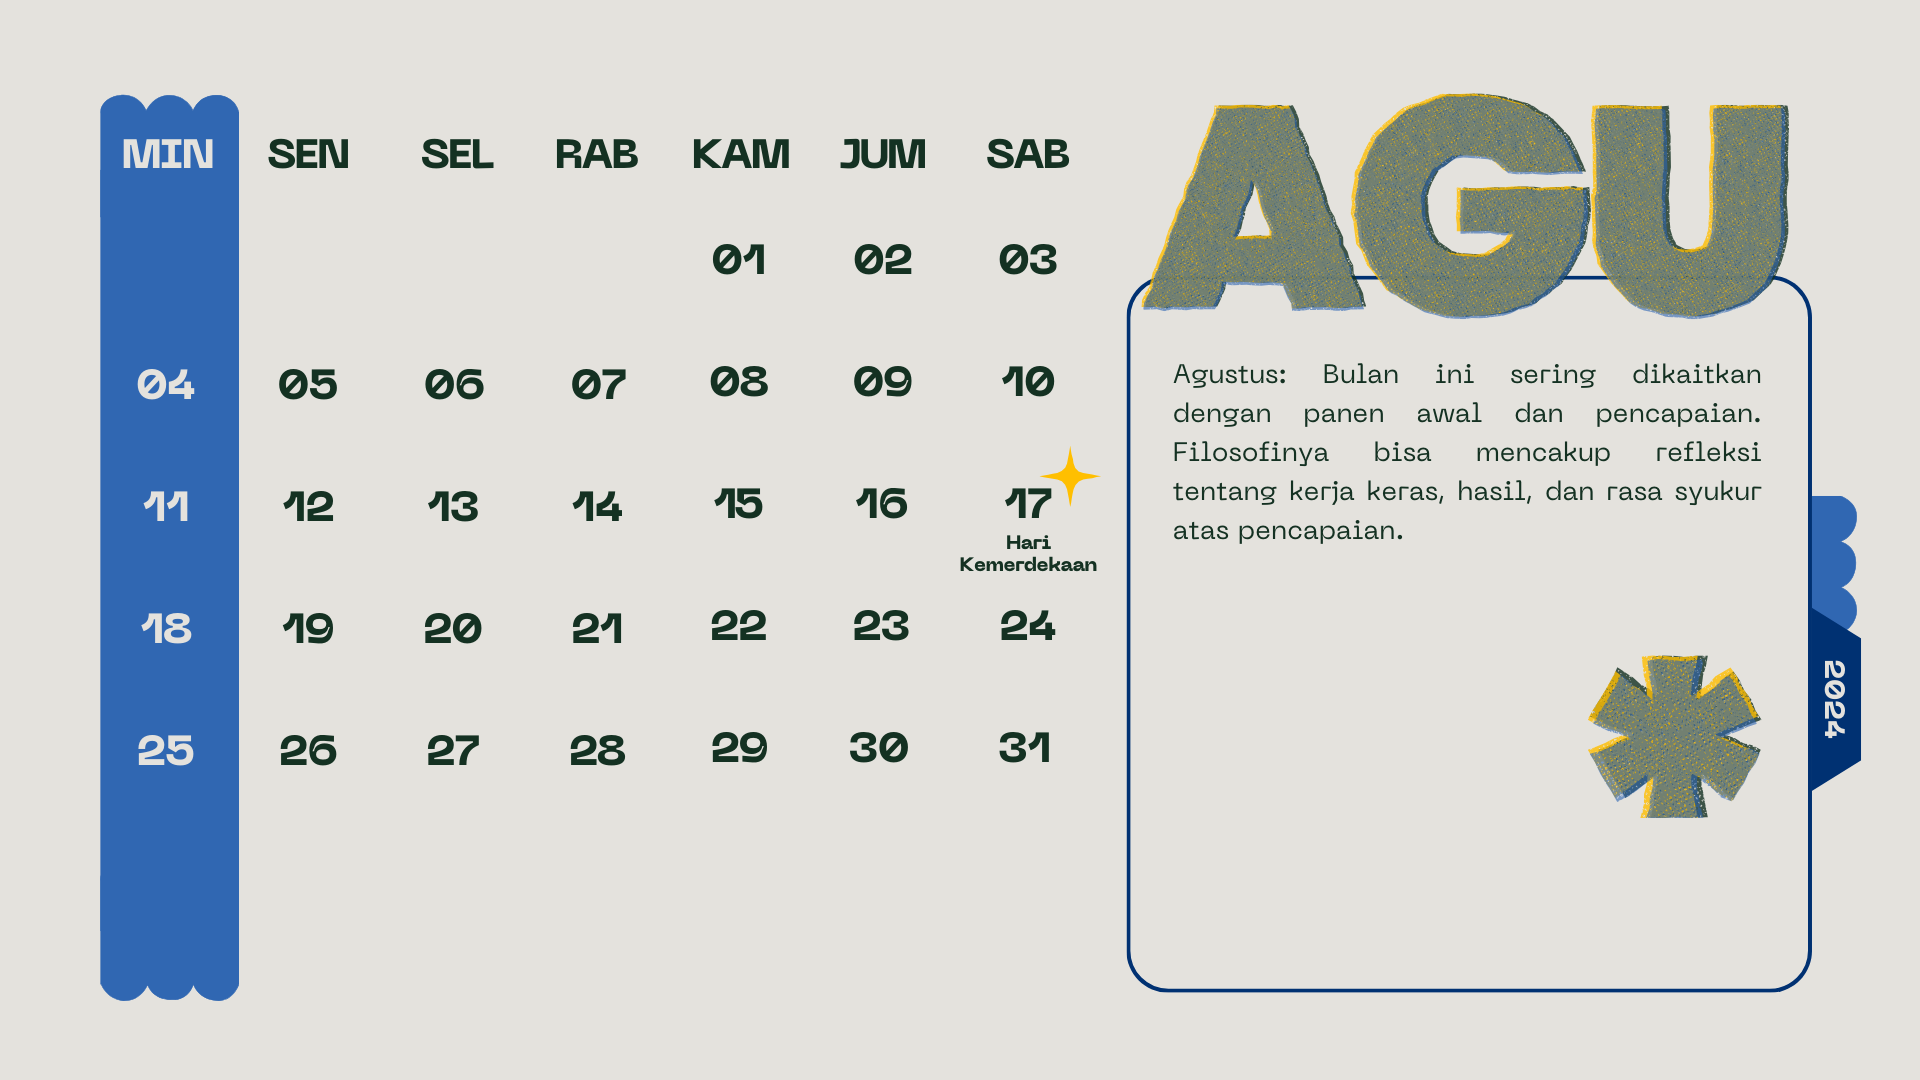 MIN SEN SEL RAB KAM JUM SAB
01 02 03
04 05 06 07 08 09 10
11 12 13 14 15 16 17
Hari
Kemerdekaan
18 19 20 21 22 23 24
25 26 27 28 29 30 31
AGU
Agustus: Bulan ini sering dikaitkan
dengan panen awal dan pencapaian.
Filosofinya bisa mencakup refleksi
tentang kerja keras, hasil, dan rasa syukur
atas pencapaian.
2024